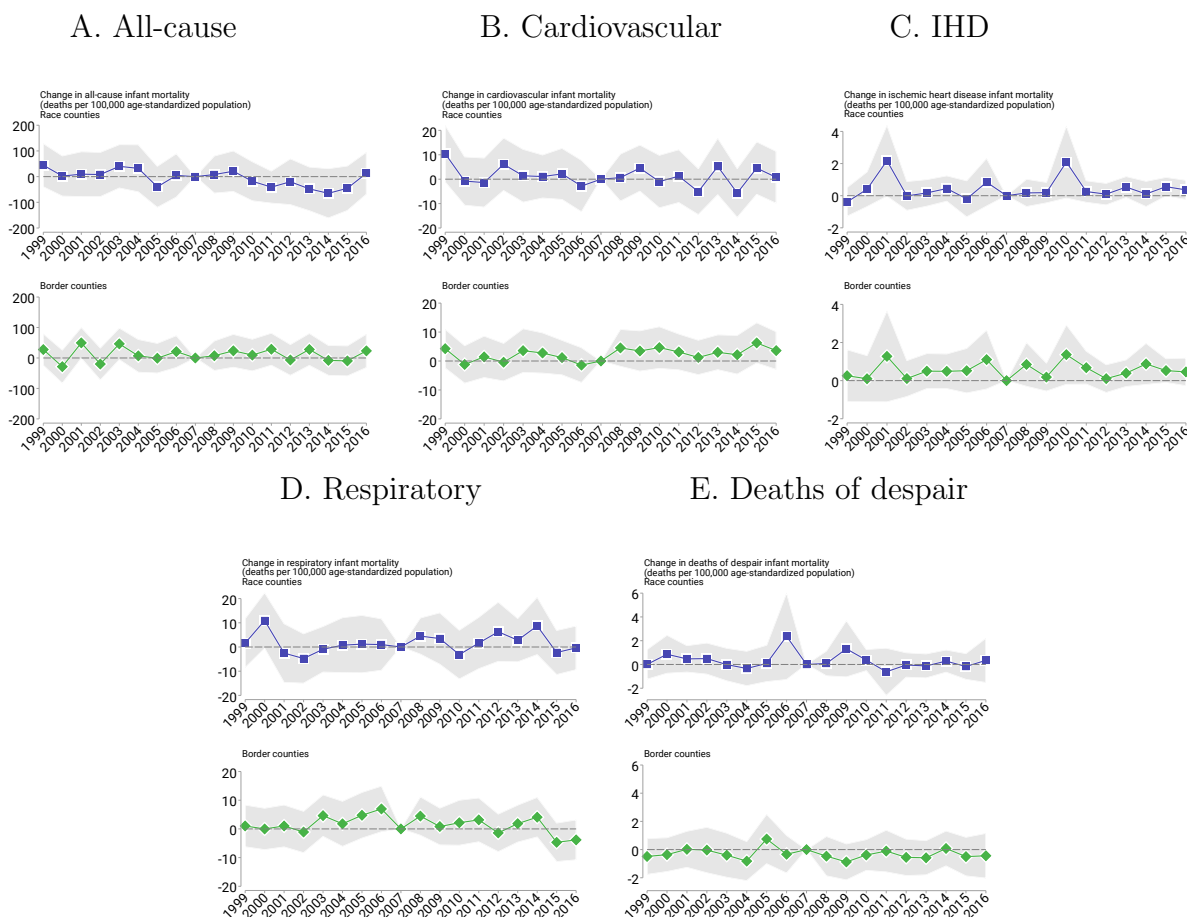 A. All-cause
B. Cardiovascular
C. IHD
Change in all-cause infant mortality
(deaths per 100,000 age-standardized population)
Race counties
200
100
0
-100
-200
1999 2000 2001 2002 2003 2004 2005 2006 2007 2008 2009 2010 2011 2012 2013 2014 2015 2016
Border counties
200
100
0
-100
-200
1999 2000 2001 2002 2003 2004 2005 2006 2007 2008 2009 2010 2011 2012 2013 2014 2015 2016
Change in cardiovascular infant mortality
(deaths per 100,000 age-standardized population)
Race counties
20
10
0
-10
-20
1999 2000 2001 2002 2003 2004 2005 2006 2007 2008 2009 2010 2011 2012 2013 2014 2015 2016
Border counties
20
10
0
-10
-20
1999 2000 2001 2002 2003 2004 2005 2006 2007 2008 2009 2010 2011 2012 2013 2014 2015 2016
Change in ischemic heart disease infant mortality
(deaths per 100,000 age-standardized population)
Race counties
4
2
0
-2
1999 2000 2001 2002 2003 2004 2005 2006 2007 2008 2009 2010 2011 2012 2013 2014 2015 2016
Border counties
4
2
0
-2
1999 2000 2001 2002 2003 2004 2005 2006 2007 2008 2009 2010 2011 2012 2013 2014 2015 2016
D. Respiratory
E. Deaths of despair
Change in respiratory infant mortality
(deaths per 100,000 age-standardized population)
Race counties
20
10
0
-10
-20
1999 2000 2001 2002 2003 2004 2005 2006 2007 2008 2009 2010 2011 2012 2013 2014 2015 2016
Border counties
20
10
0
-10
-20
1999 2000 2001 2002 2003 2004 2005 2006 2007 2008 2009 2010 2011 2012 2013 2014 2015 2016
Change in deaths of despair infant mortality
(deaths per 100,000 age-standardized population)
Race counties
6
4
2
0
-2
1999 2000 2001 2002 2003 2004 2005 2006 2007 2008 2009 2010 2011 2012 2013 2014 2015 2016
Border counties
6
4
2
0
-2
1999 2000 2001 2002 2003 2004 2005 2006 2007 2008 2009 2010 2011 2012 2013 2014 2015 2016